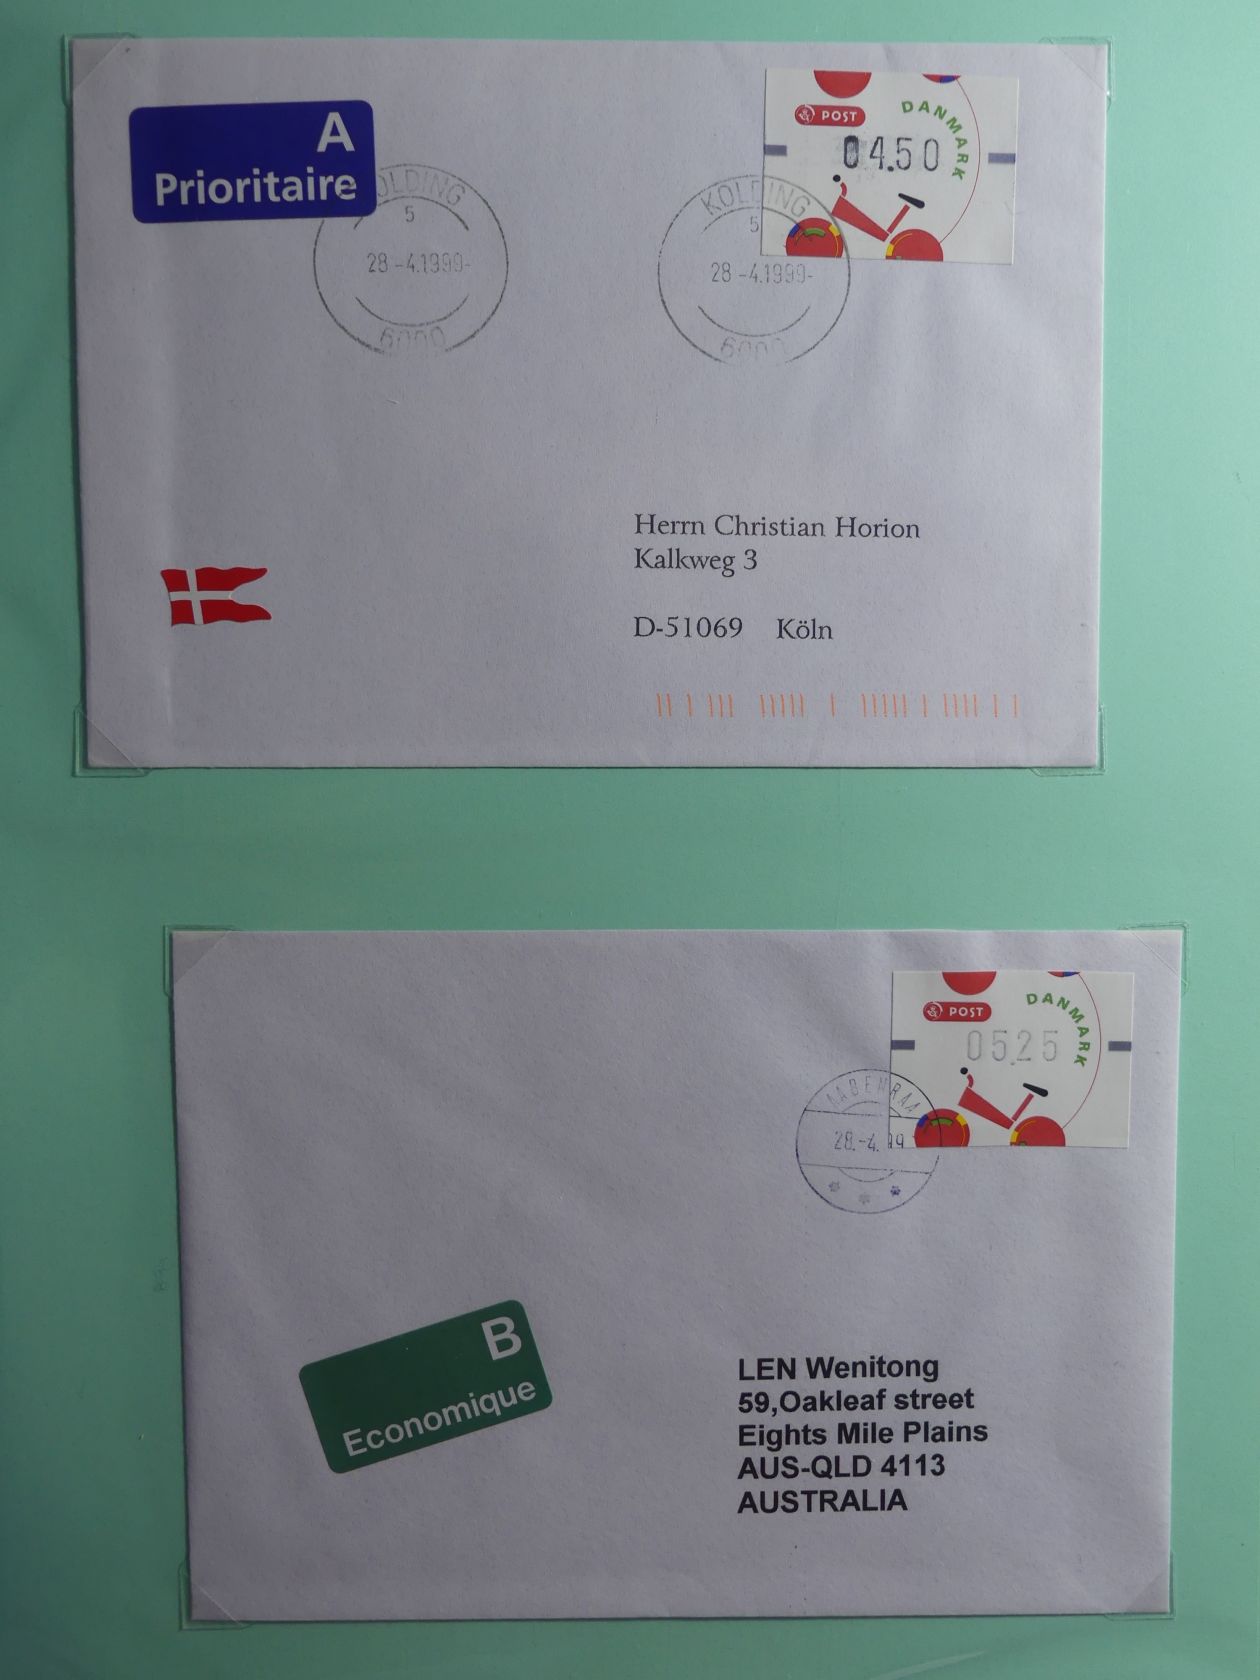 A
Prioritaire
POST
DANMARK
04.50
KOLDING
5
28-4.1999-
6000
KOLDING
5
28-4.1999-
6000
Herrn Christian Horion
Kalkweg 3
D-51069 Köln
POST
DANMARK
05.25
AABENRAA
28.-4.99
B
Economique
LEN Wenitong
59,Oakleaf street
Eights Mile Plains
AUS-QLD 4113
AUSTRALIA